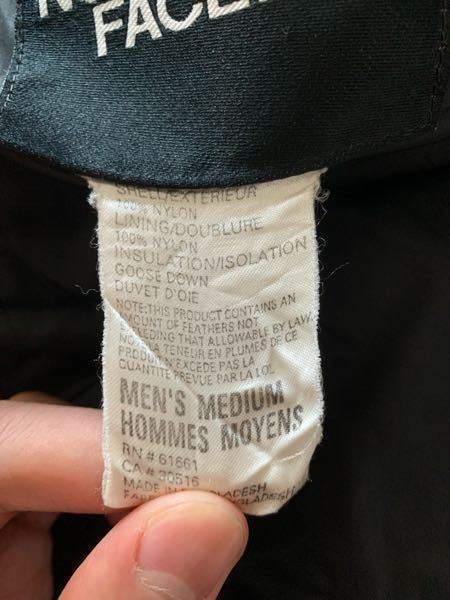 FACE
SHELL/EXTERIEUR
100% NYLON
LINING/DOUBLURE
100% NYLON
INSULATION/ISOLATION
GOOSE DOWN
DUVET D'OIE
NOTE:THIS PRODUCT CONTAINS AN
AMOUNT OF FEATHERS NOT
EXCEEDING THAT ALLOWABLE BY LAW.
NOTA:LA TENEUR EN PLUMES DE CE
PRODUIT N'EXCEDE PAS LA
QUANTITE PREVUE PAR LA LOI.
MEN'S MEDIUM
HOMMES MOYENS
RN # 61661
CA # 30516
MADE IN